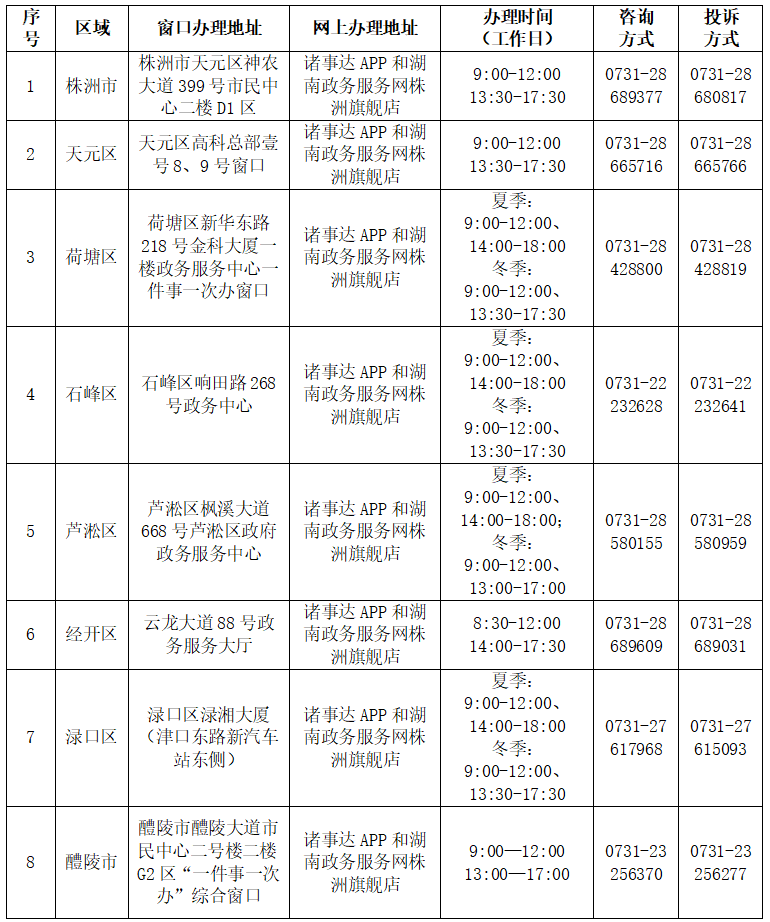 序号 区域 窗口办理地址 网上办理地址 办理时间（工作日） 咨询方式 投诉方式
1 株洲市 株洲市天元区神农大道 399 号市民中心二楼 D1 区 诸事达 APP 和湖南政务服务网株洲旗舰店 9:00-12:00 13:30-17:30 0731-28689377 0731-28680817
2 天元区 天元区高科总部壹号 8、9 号窗口 诸事达 APP 和湖南政务服务网株洲旗舰店 9:00-12:00 13:30-17:30 0731-28665716 0731-28665766
3 荷塘区 荷塘区新华东路 218 号金科大厦一楼政务服务中心一件事一次办窗口 诸事达 APP 和湖南政务服务网株洲旗舰店 夏季：9:00-12:00、14:00-18:00 冬季：9:00-12:00、13:30-17:30 0731-28428800 0731-28428819
4 石峰区 石峰区响田路 268 号政务中心 诸事达 APP 和湖南政务服务网株洲旗舰店 夏季：9:00-12:00、14:00-18:00 冬季：9:00-12:00、13:30-17:30 0731-22232628 0731-22232641
5 芦淞区 芦淞区枫溪大道 668 号芦淞区政府政务服务中心 诸事达 APP 和湖南政务服务网株洲旗舰店 夏季：9:00-12:00、14:00-18:00；冬季：9:00-12:00、13:00-17:00 0731-28580155 0731-28580959
6 经开区 云龙大道 88 号政务服务大厅 诸事达 APP 和湖南政务服务网株洲旗舰店 8:30-12:00 14:00-17:30 0731-28689609 0731-28689031
7 渌口区 渌口区渌湘大厦（津口东路新汽车站东侧） 诸事达 APP 和湖南政务服务网株洲旗舰店 夏季：9:00-12:00、14:00-18:00 冬季：9:00-12:00、13:30-17:30 0731-27617968 0731-27615093
8 醴陵市 醴陵市醴陵大道市民中心二号楼二楼 G2 区“一件事一次办”综合窗口 诸事达 APP 和湖南政务服务网株洲旗舰店 9:00—12:00 13:00—17:00 0731-23256370 0731-23256277